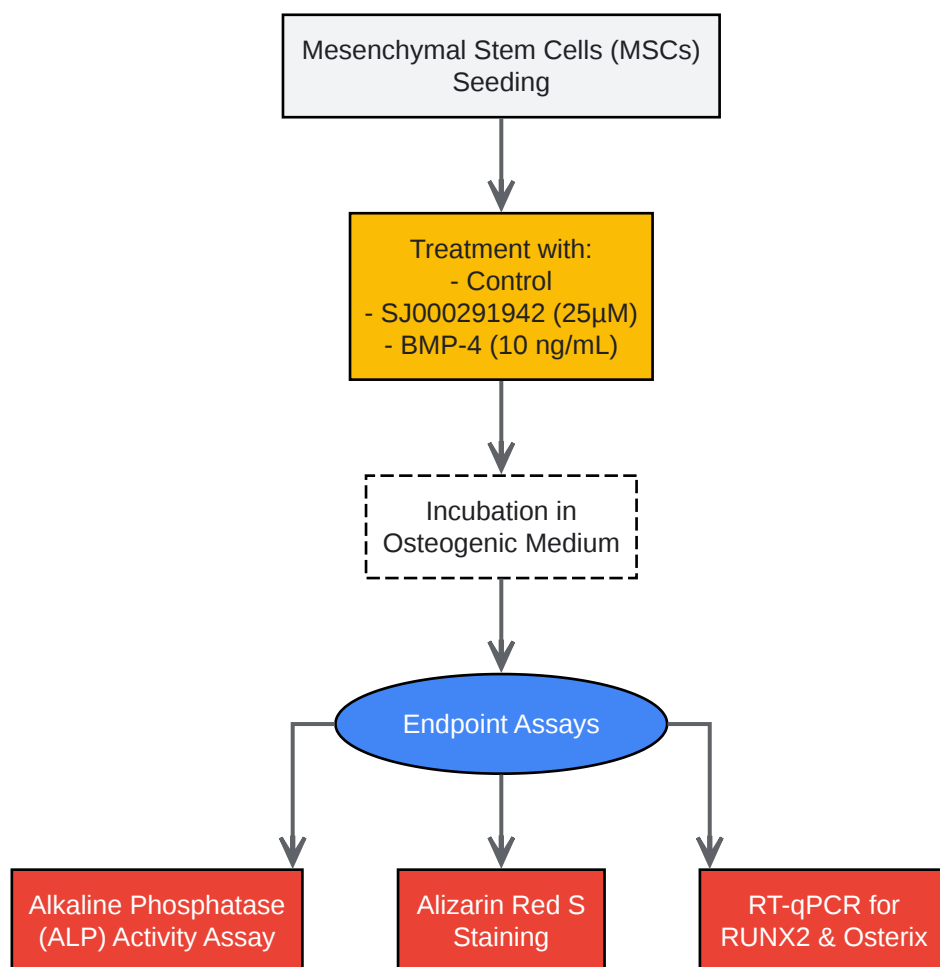 Mesenchymal Stem Cells (MSCs)
Seeding
Treatment with:
- Control
- SJ000291942 (25µM)
- BMP-4 (10 ng/mL)
Incubation in
Osteogenic Medium
Endpoint Assays
Alkaline Phosphatase
(ALP) Activity Assay
Alizarin Red S
Staining
RT-qPCR for
RUNX2 & Osterix